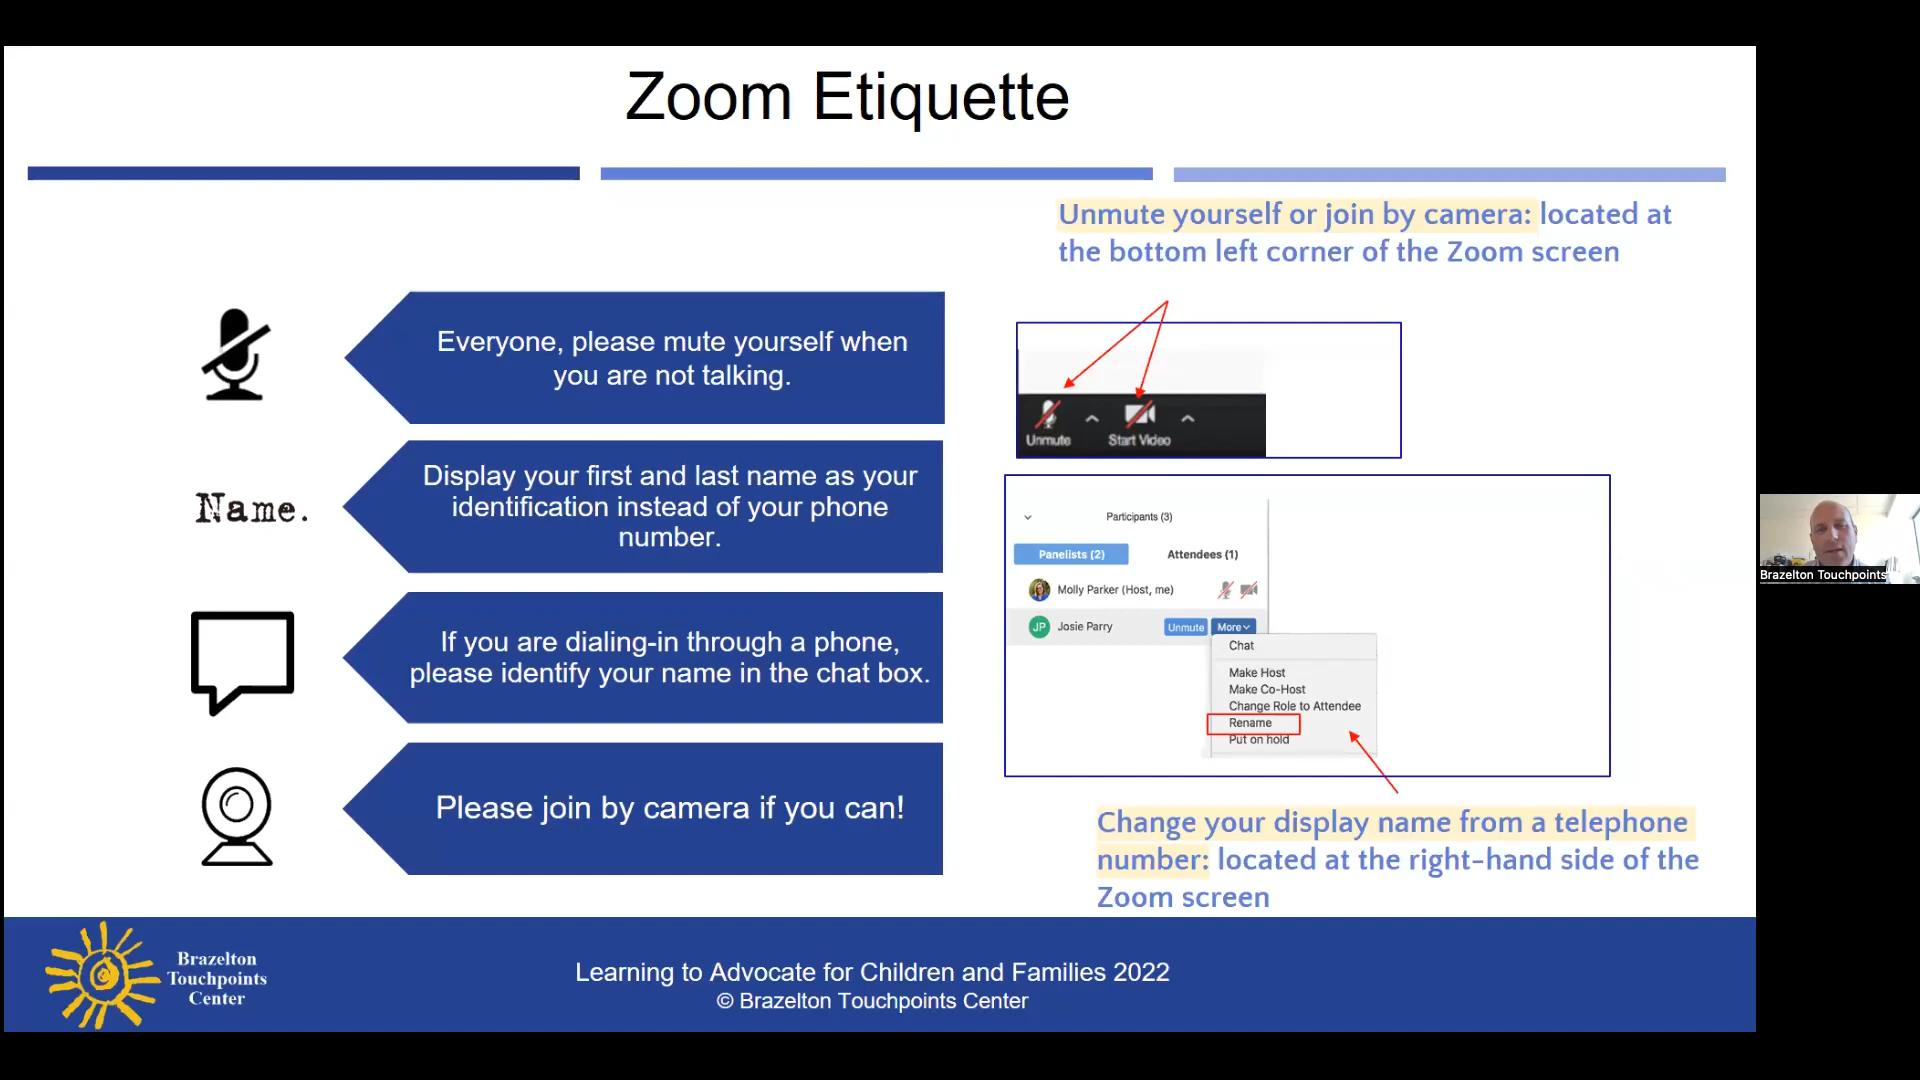 Zoom Etiquette
Unmute yourself or join by camera: located at
the bottom left corner of the Zoom screen
Everyone, please mute yourself when
you are not talking.
Name.
Display your first and last name as your
identification instead of your phone
number.
If you are dialing-in through a phone,
please identify your name in the chat box.
Please join by camera if you can!
Unmute
Start Video
Participants (3)
Panelists (2)
Attendees (1)
Molly Parker (Host, me)
JP
Josie Parry
Unmute
More
Chat
Make Host
Make Co-Host
Change Role to Attendee
Rename
Put on hold
Change your display name from a telephone
number: located at the right-hand side of the
Zoom screen
Brazelton
Touchpoints
Center
Learning to Advocate for Children and Families 2022
© Brazelton Touchpoints Center
Brazelton Touchpoints